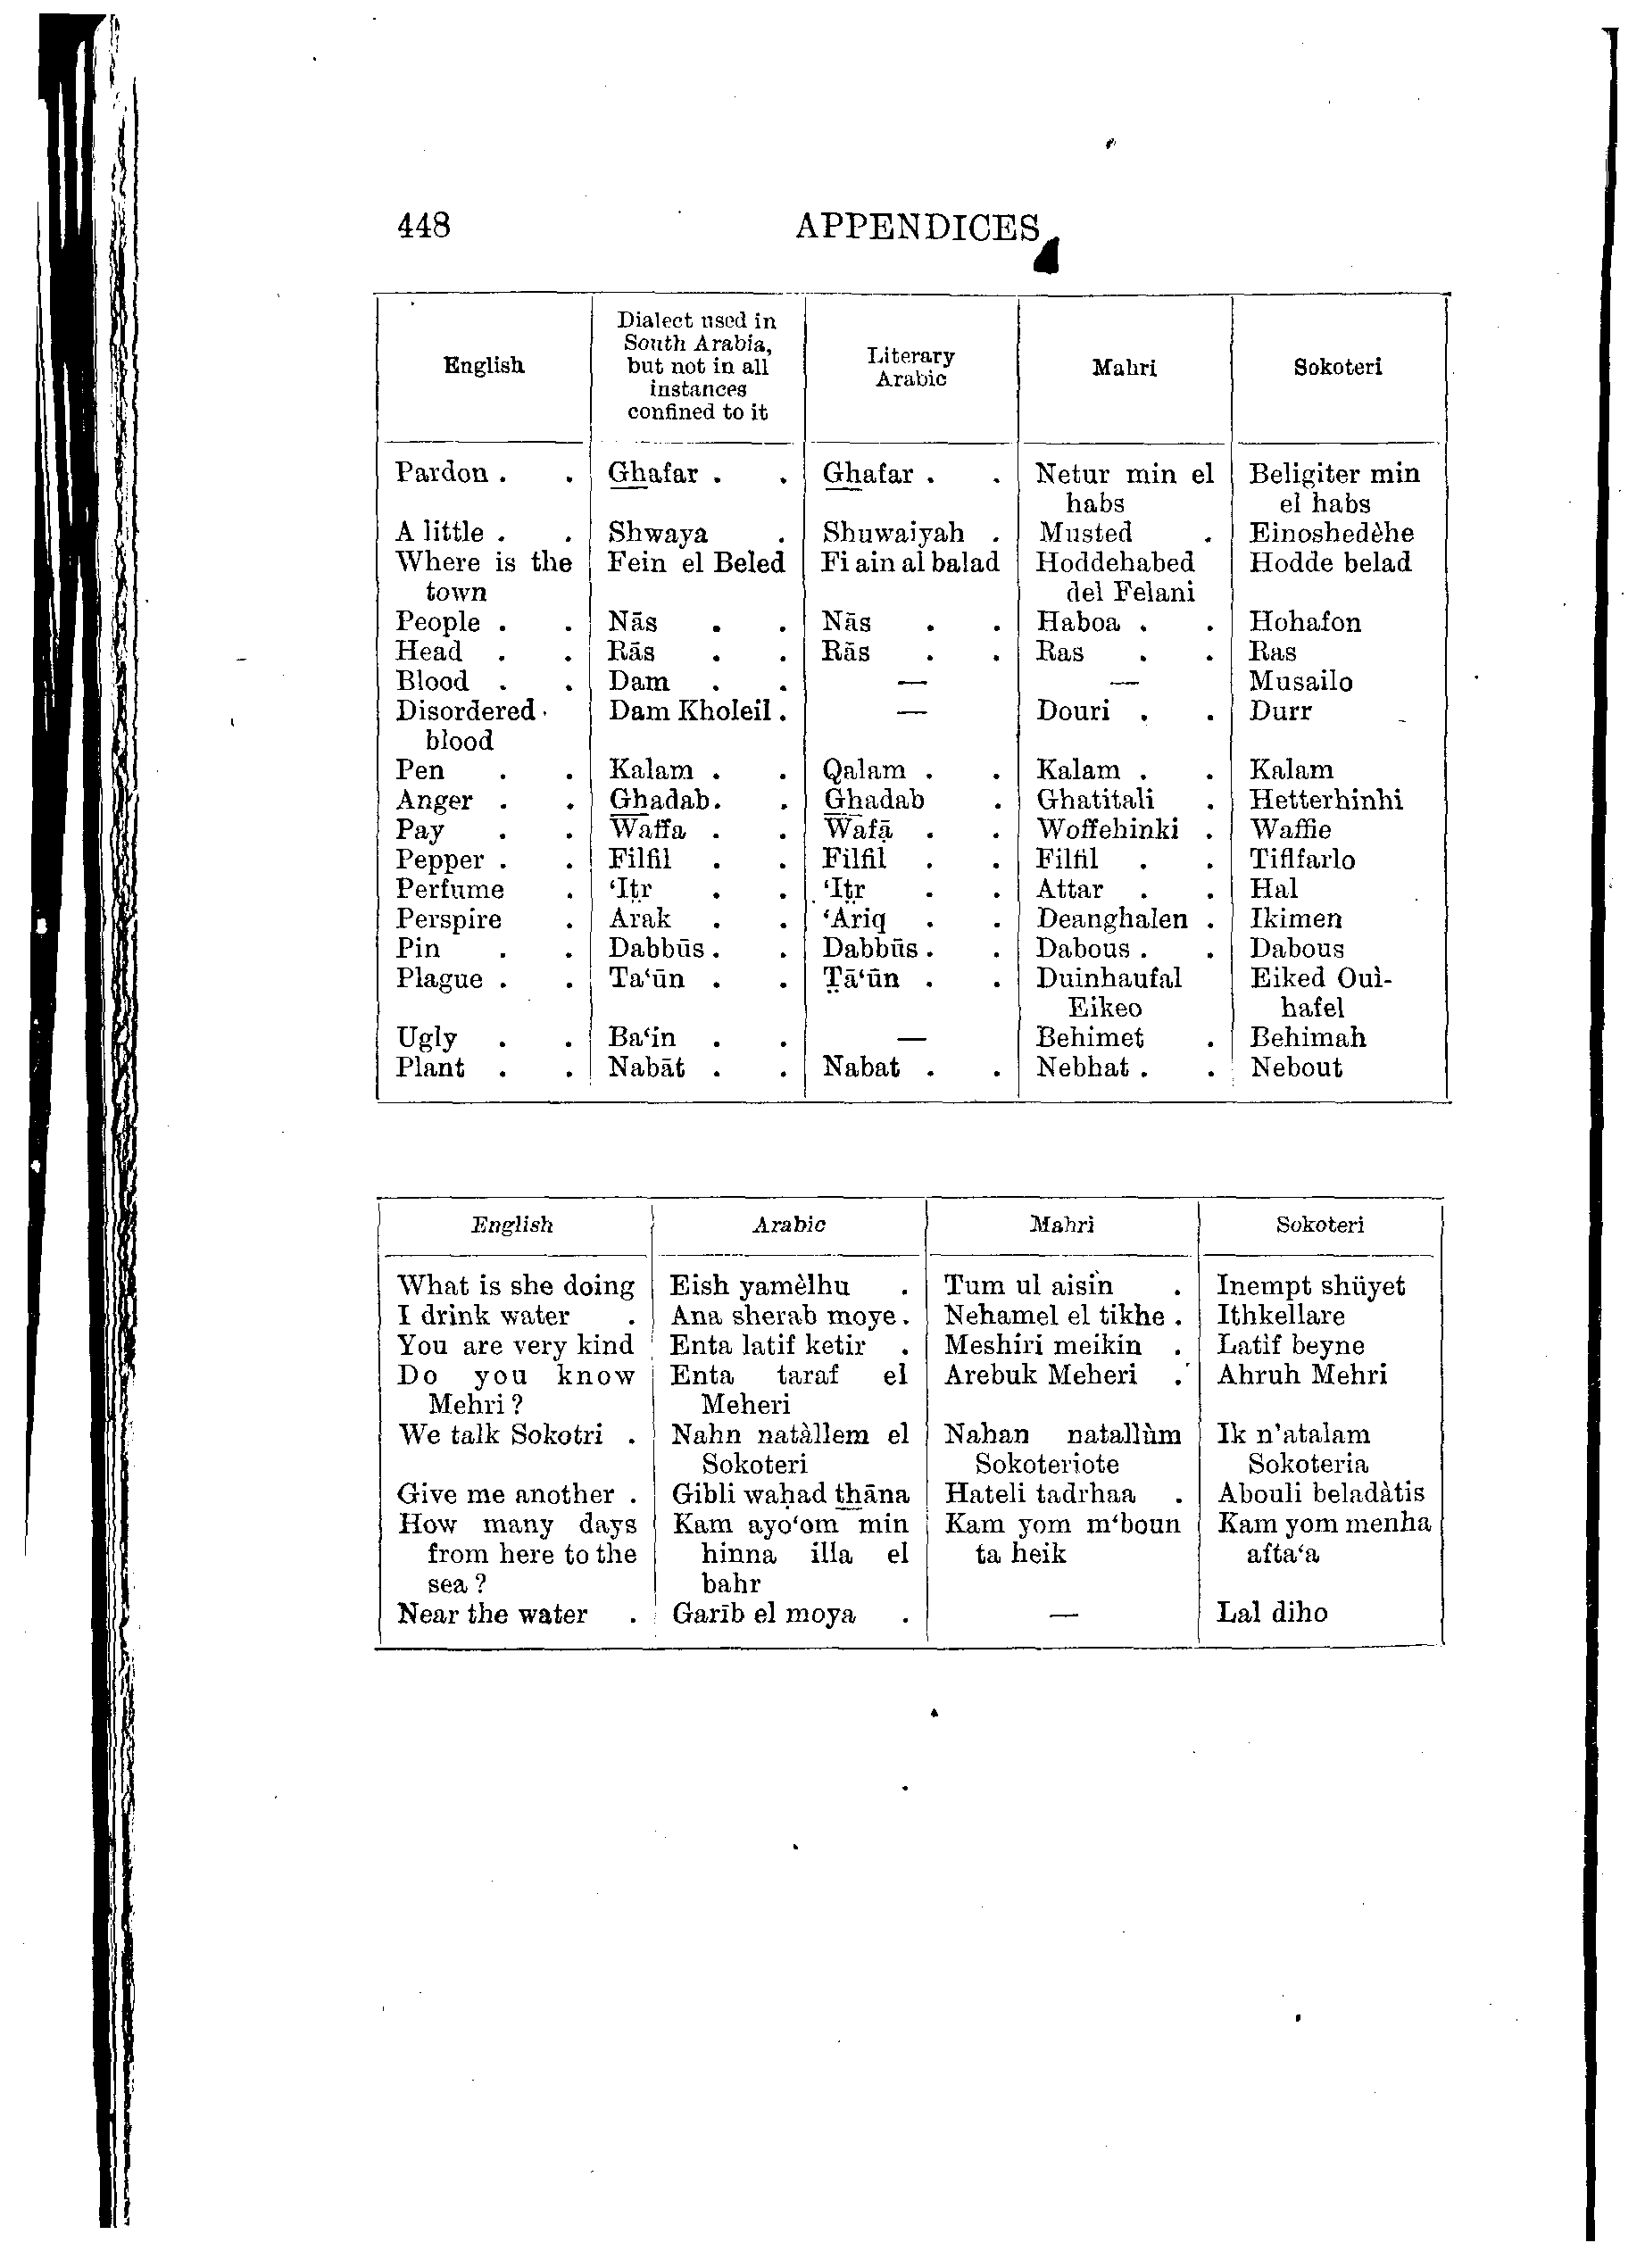 448 APPENDICES
English | Dialect used in South Arabia, but not in all instances confined to it | Literary Arabic | Mahri | Sokoteri
Pardon . . | Ghafar . . | Ghafar . . | Netur min el | Beligiter min
habs | el habs
A little . . | Shwaya . | Shuwaiyah . | Musted . | Einoshedèhe
Where is the | Fein el Beled | Fi ain al balad | Hoddehabed | Hodde belad
town | del Felani
People . . | Nās . . | Nās . . | Haboa . . | Hohafon
Head . . | Rās . . | Rās . . | Ras . . | Ras
Blood . . | Dam . . | — | — | Musailo
Disordered | Dam Kholeil . | — | Douri . . | Durr
blood
Pen . . | Kalam . . | Qalam . . | Kalam . . | Kalam
Anger . . | Ghadab . . | Ghadab . | Ghatitali . | Hetterhinhi
Pay . . | Waffa . . | Wafā . . | Woffehinki . | Waffie
Pepper . . | Filfil . . | Filfil . . | Filfil . . | Tiflfarlo
Perfume . | ‘Iṭr . . | ‘Iṭr . . | Attar . . | Hal
Perspire . | Arak . . | ‘Ariq . . | Deanghalen . | Ikimen
Pin . . | Dabbūs . . | Dabbūs . . | Dabous . . | Dabous
Plague . . | Ta‘ūn . . | Ṭā‘ūn . . | Duinhaufal | Eiked Ouì-
Eikeo | hafel
Ugly . . | Ba‘in . . | — | Behimet . | Behimah
Plant . . | Nabāt . . | Nabat . . | Nebhat . . | Nebout
English | Arabic | Mahri | Sokoteri
What is she doing | Eish yamèlhu . | Tum ul aisìn . | Inempt shüyet
I drink water . | Ana sherab moye . | Nehamel el tikhe . | Ithkellare
You are very kind | Enta latif ketir . | Meshiri meikin . | Latìf beyne
Do you know | Enta taraf el | Arebuk Meheri . | Ahruh Mehri
Mehri ? | Meheri
We talk Sokotri . | Nahn natàllem el | Nahan natallùm | Ik n'atalam
Sokoteri | Sokoteriote | Sokoteria
Give me another . | Gibli waḥad thāna | Hateli tadrhaa . | Abouli beladàtis
How many days | Kam ayo‘om min | Kam yom m‘boun | Kam yom menha
from here to the | hinna illa el | ta heik | afta‘a
sea ? | bahr
Near the water . | Garīb el moya . | — | Lal diho